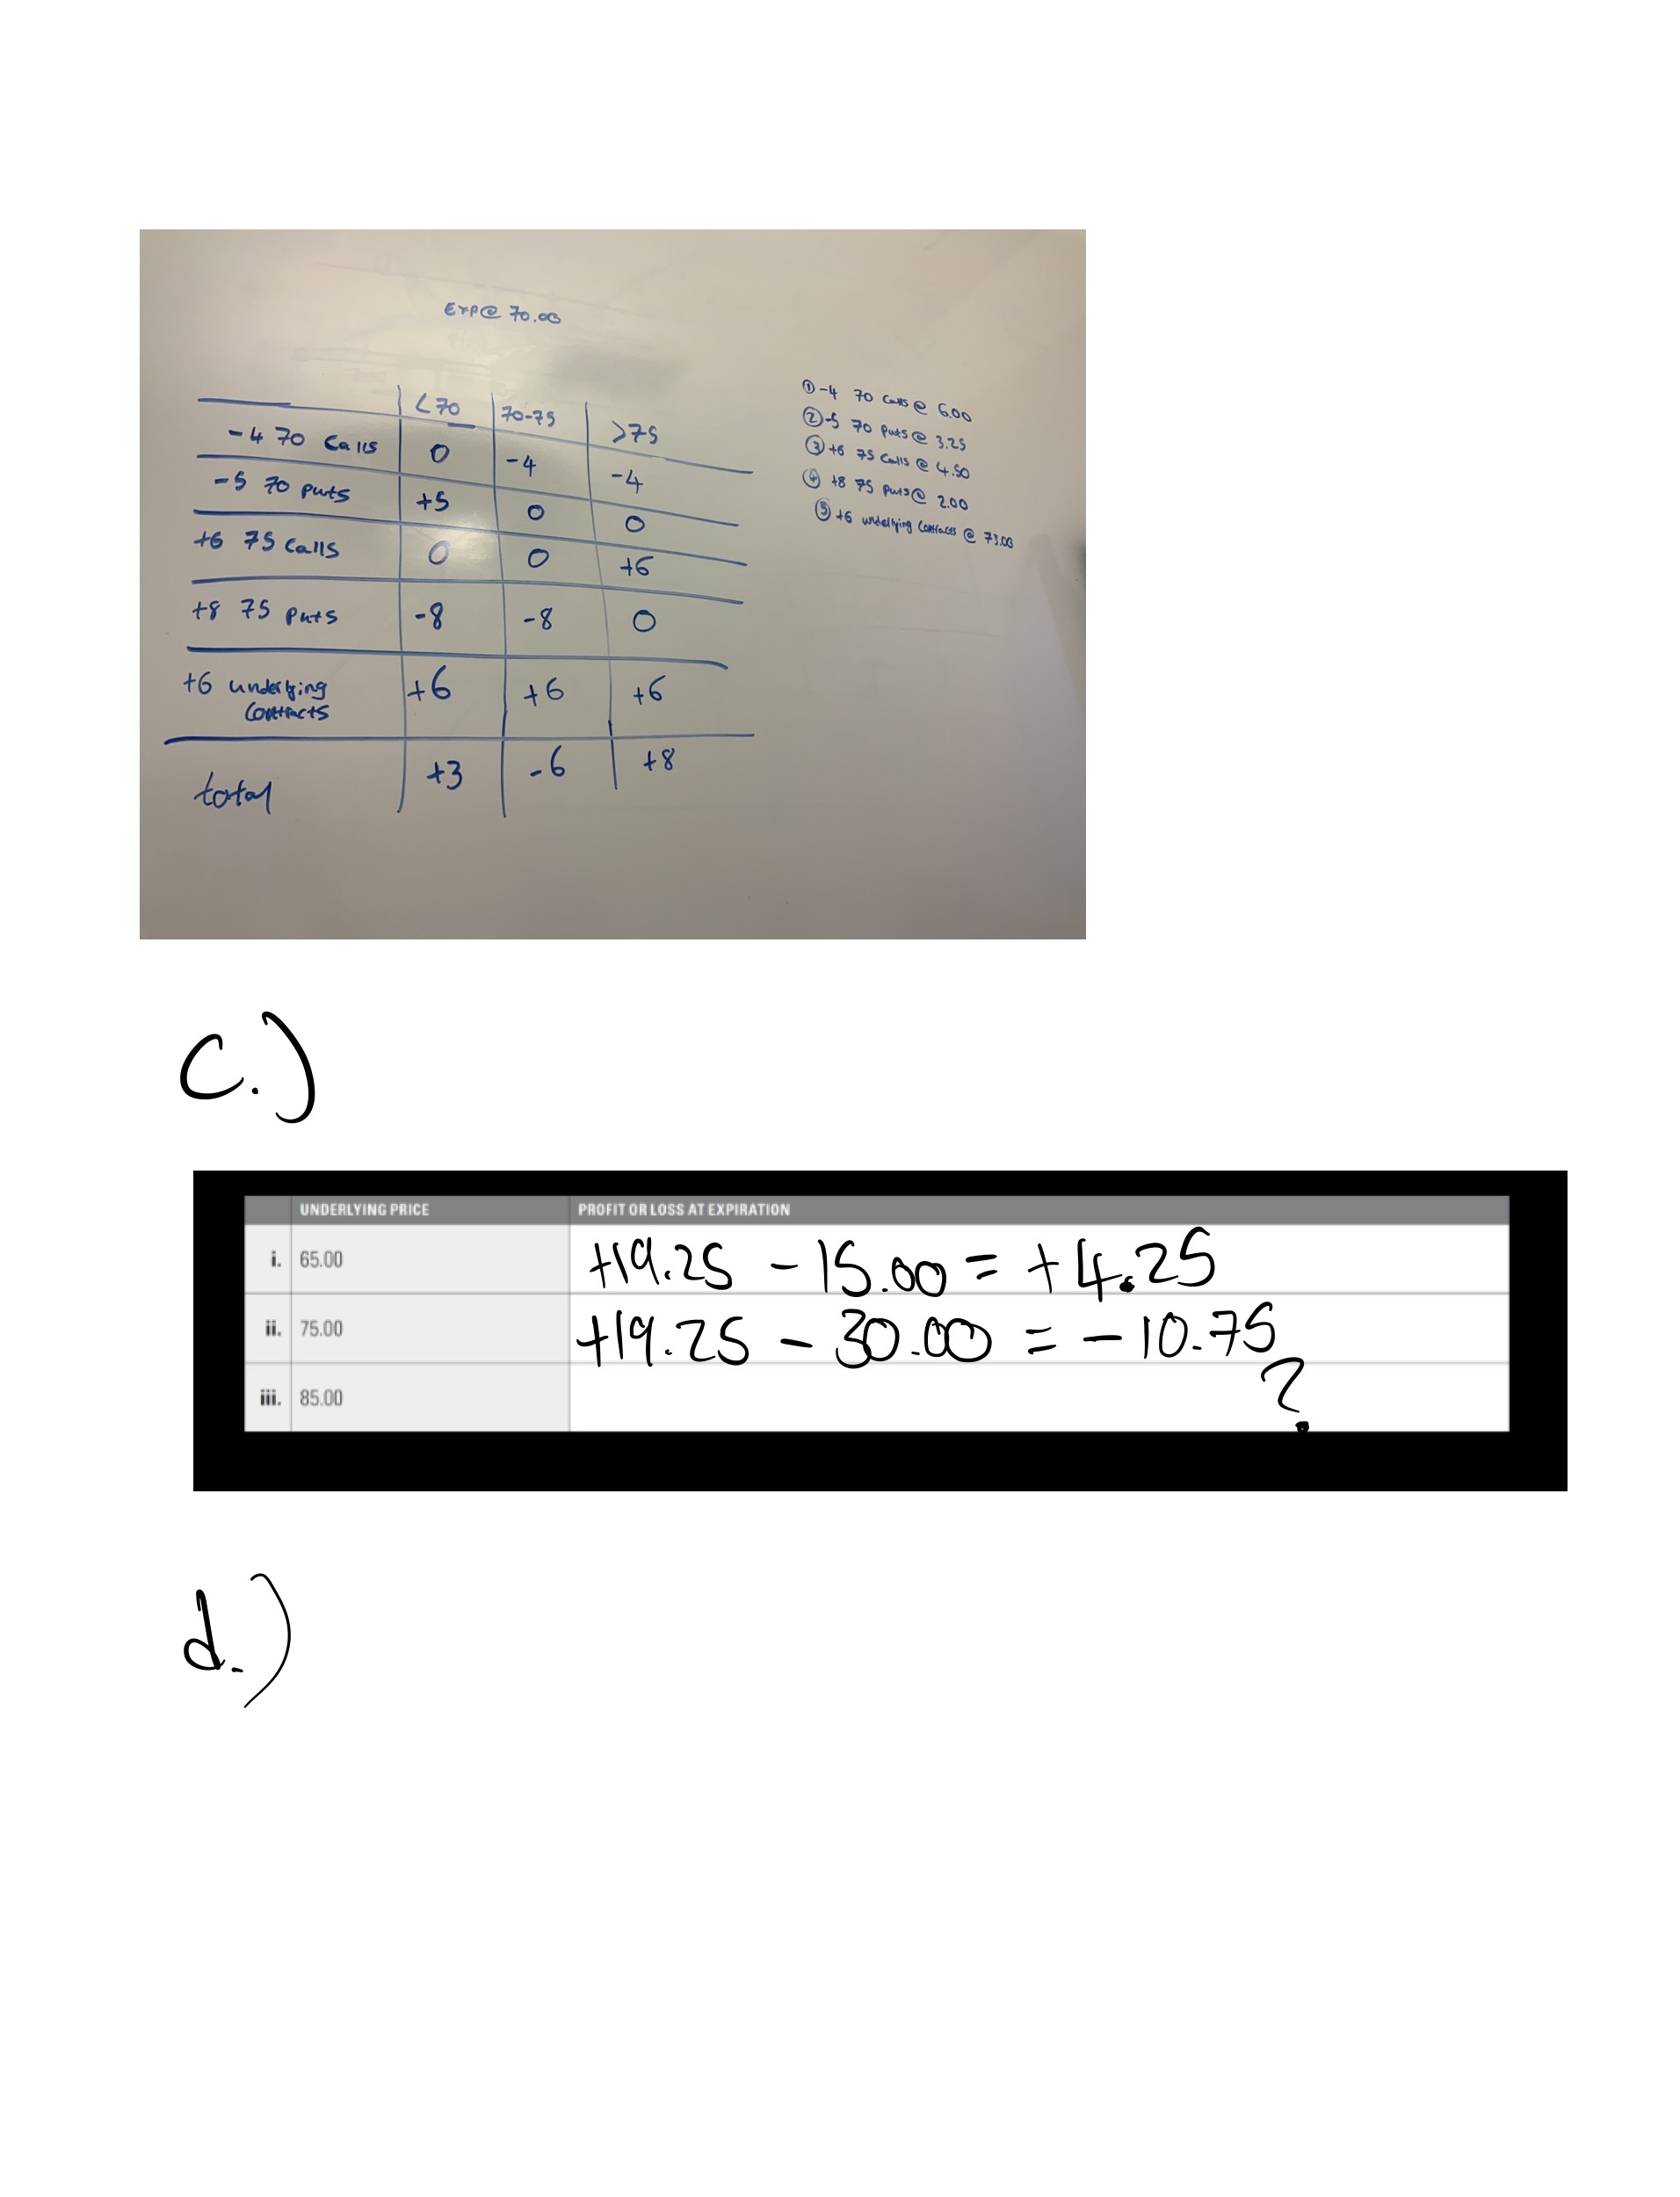 Exp@ 70.00
<70 70-75 >75
-4 70 Calls 0 -4 -4
-5 70 puts +5 0 0
+6 75 Calls 0 0 +6
+8 75 puts -8 -8 0
+6 underlying contracts +6 +6 +6
total +3 -6 +8
① -4 70 Calls @ 6.00
② -5 70 puts @ 3.25
③ +6 75 Calls @ 4.50
④ +8 75 puts @ 2.00
⑤ +6 underlying contracts @ 73.00
C.)
UNDERLYING PRICE PROFIT OR LOSS AT EXPIRATION
i. 65.00 +19.25 - 15.00 = +4.25
ii. 75.00 +19.25 - 30.00 = -10.75
iii. 85.00 ?
d.)